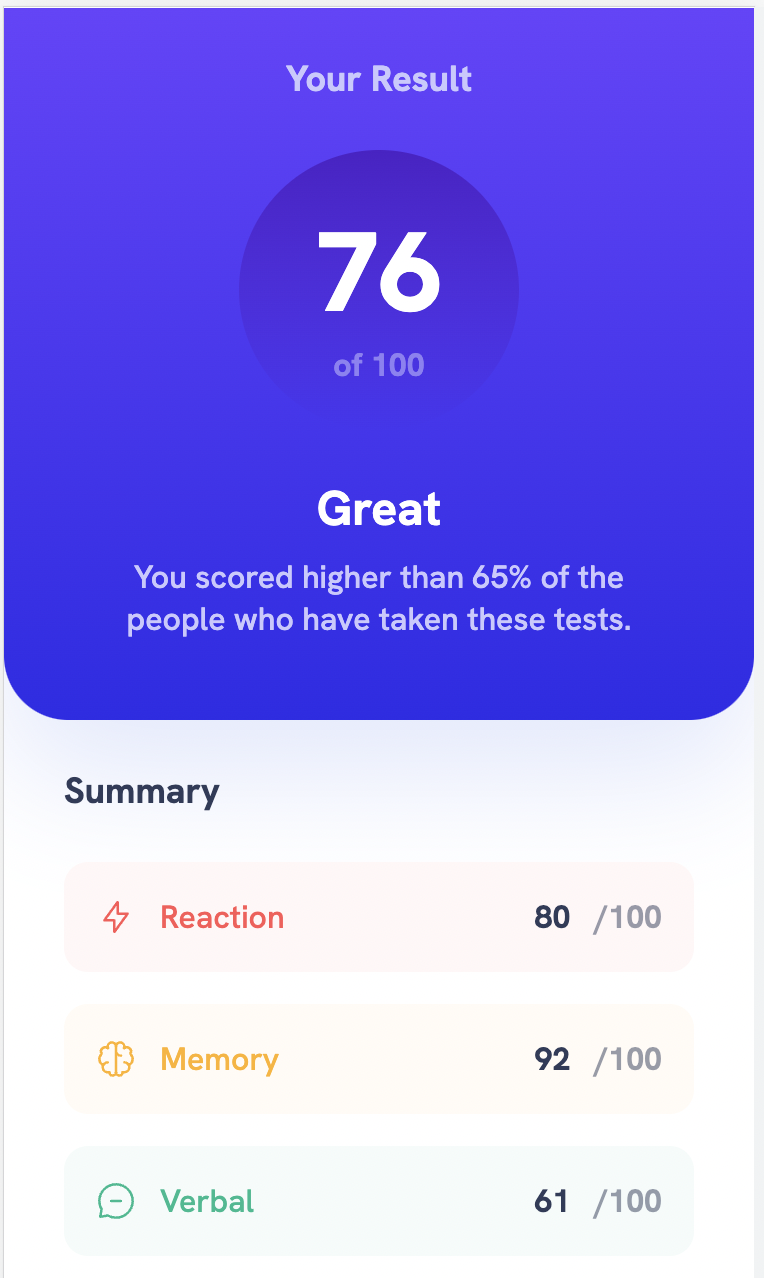 Your Result
76
of 100
Great
You scored higher than 65% of the
people who have taken these tests.
Summary
Reaction 80 /100
Memory 92 /100
Verbal 61 /100